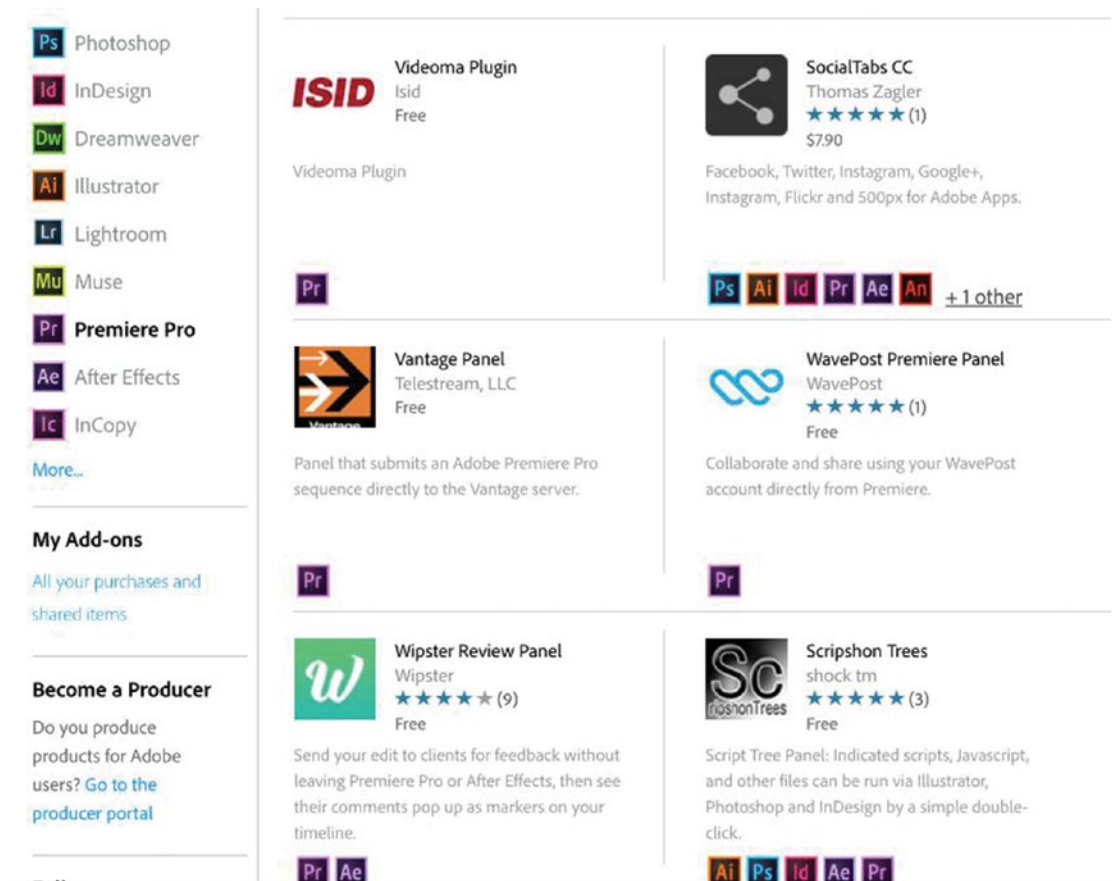 Ps Photoshop
Id InDesign
Dw Dreamweaver
Ai Illustrator
Lr Lightroom
Mu Muse
Pr Premiere Pro
Ae After Effects
Ic InCopy
More...
My Add-ons
All your purchases and
shared items
Become a Producer
Do you produce
products for Adobe
users? Go to the
producer portal
ISID
Videoma Plugin
Isid
Free
Videoma Plugin
Pr
SocialTabs CC
Thomas Zagler
★★★★★ (1)
$7.90
Facebook, Twitter, Instagram, Google+,
Instagram, Flickr and 500px for Adobe Apps.
Ps Ai Id Pr Ae An + 1 other
Vantage
Vantage Panel
Telestream, LLC
Free
Panel that submits an Adobe Premiere Pro
sequence directly to the Vantage server.
Pr
WavePost Premiere Panel
WavePost
★★★★★ (1)
Free
Collaborate and share using your WavePost
account directly from Premiere.
Pr
w
Wipster Review Panel
Wipster
★★★★★ (9)
Free
Send your edit to clients for feedback without
leaving Premiere Pro or After Effects, then see
their comments pop up as markers on your
timeline.
Pr Ae
Sc
ripshonTrees
Scripshon Trees
shock tm
★★★★★ (3)
Free
Script Tree Panel: Indicated scripts, Javascript,
and other files can be run via Illustrator,
Photoshop and InDesign by a simple double-
click.
Ai Ps Id Ae Pr